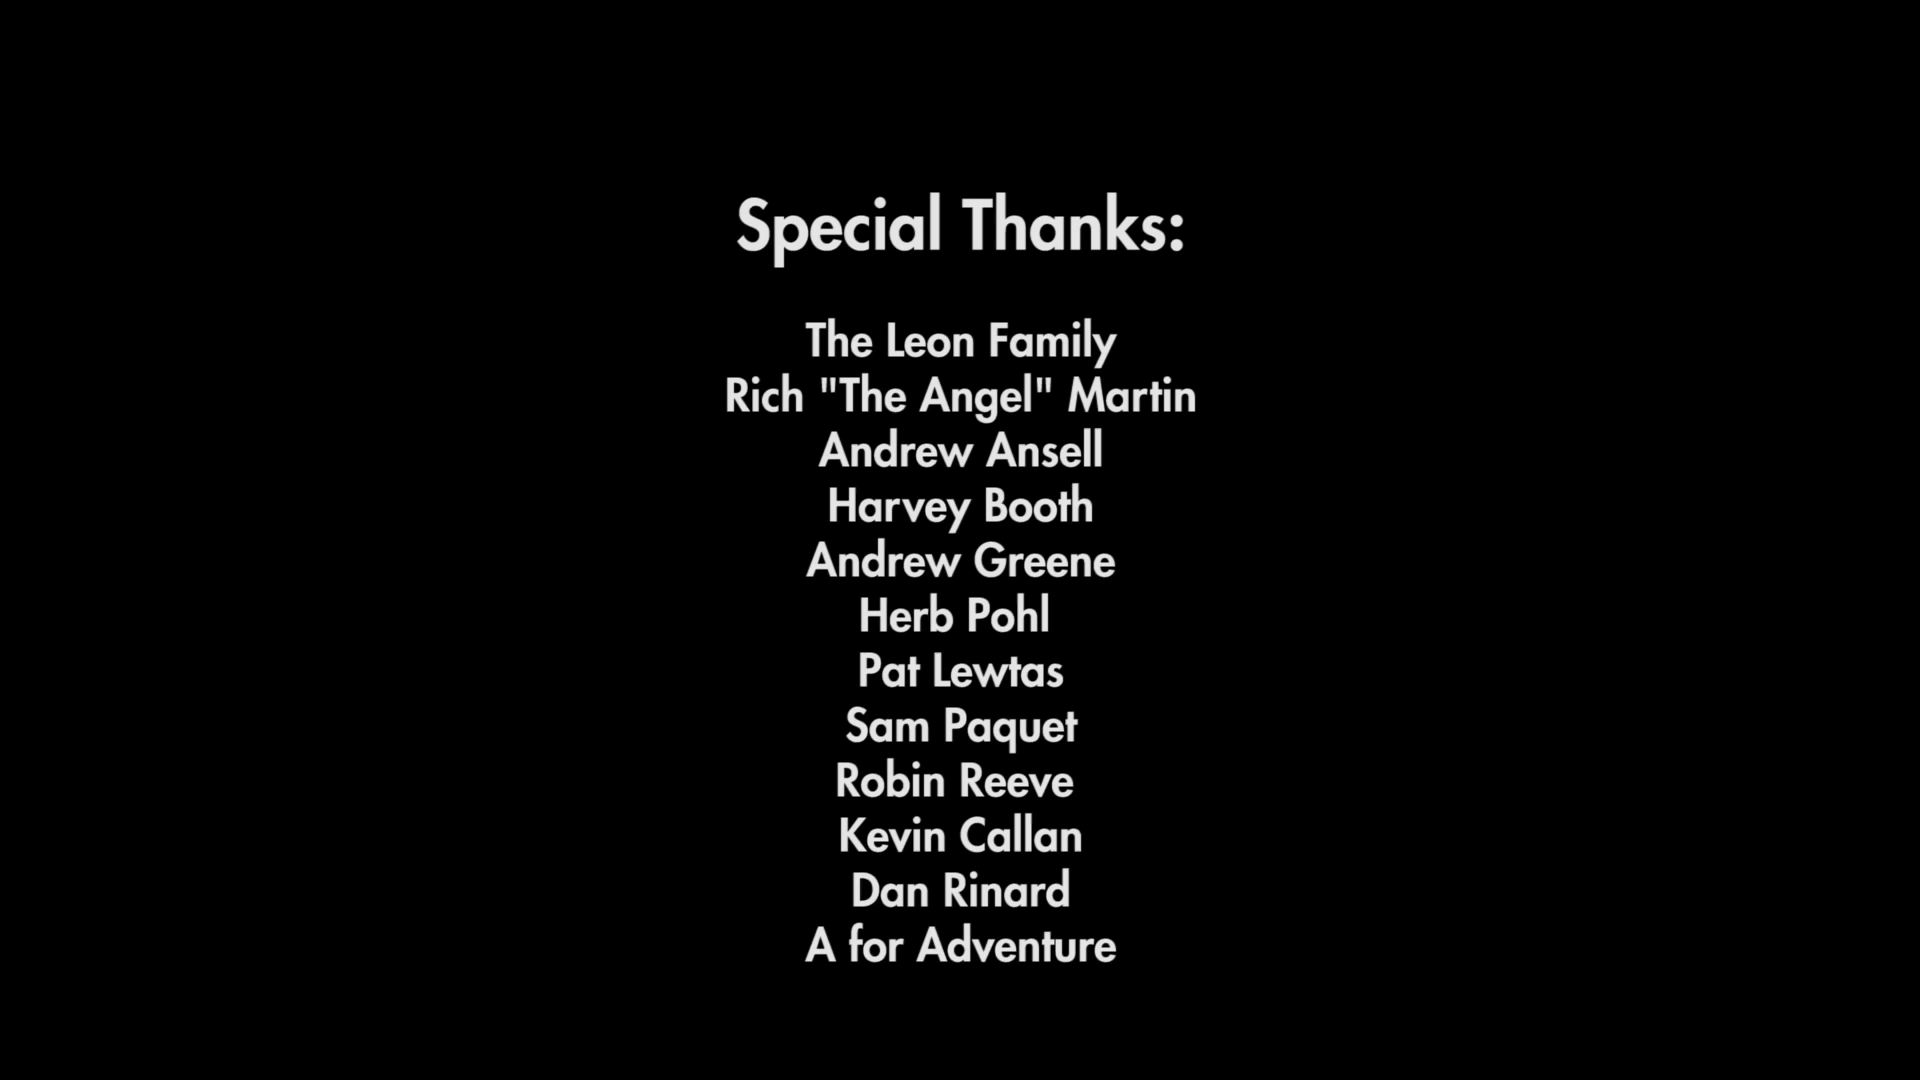 Special Thanks:
The Leon Family
Rich "The Angel" Martin
Andrew Ansell
Harvey Booth
Andrew Greene
Herb Pohl
Pat Lewtas
Sam Paquet
Robin Reeve
Kevin Callan
Dan Rinard
A for Adventure